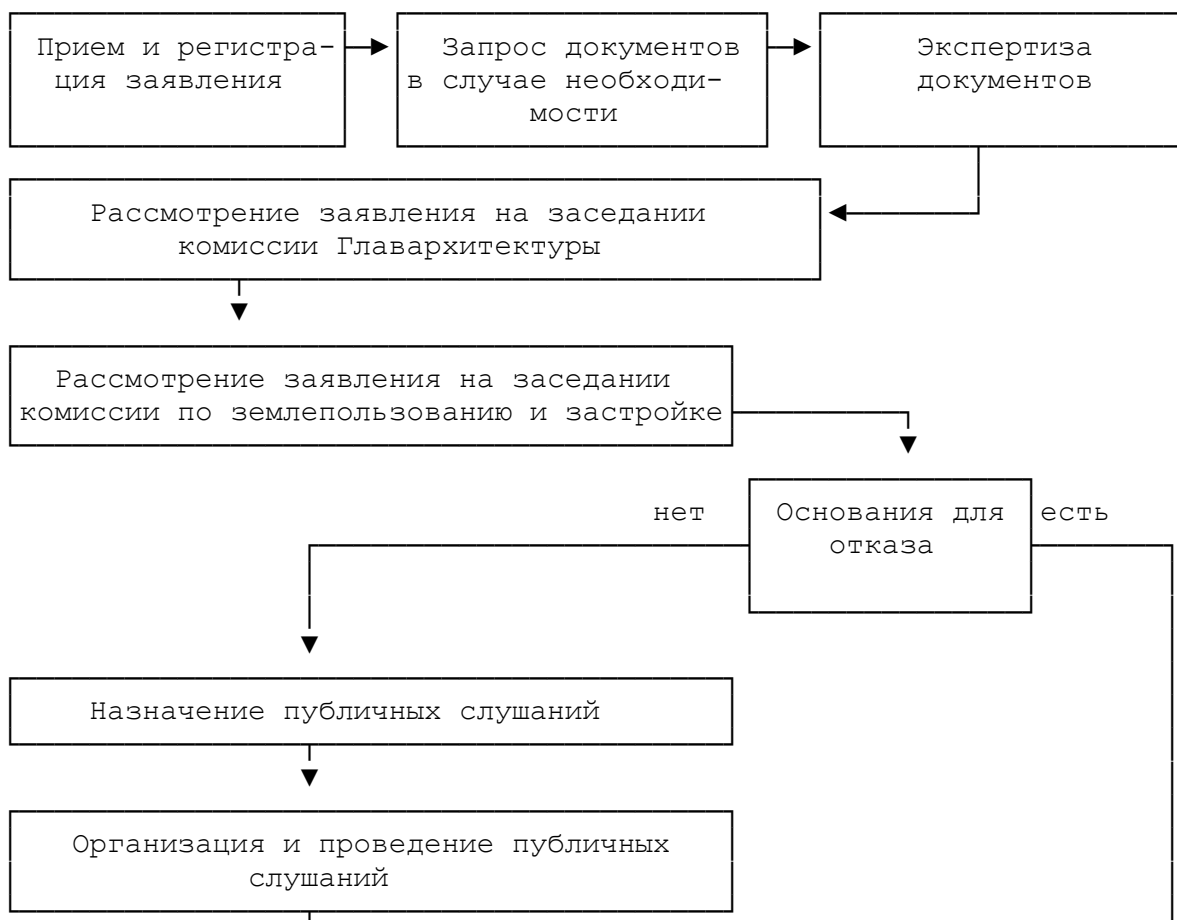 Прием и регистра-
ция заявления
Запрос документов
в случае необходи-
мости
Экспертиза
документов
Рассмотрение заявления на заседании
комиссии Главархитектуры
Рассмотрение заявления на заседании
комиссии по землепользованию и застройке
нет
Основания для
отказа
есть
Назначение публичных слушаний
Организация и проведение публичных
слушаний